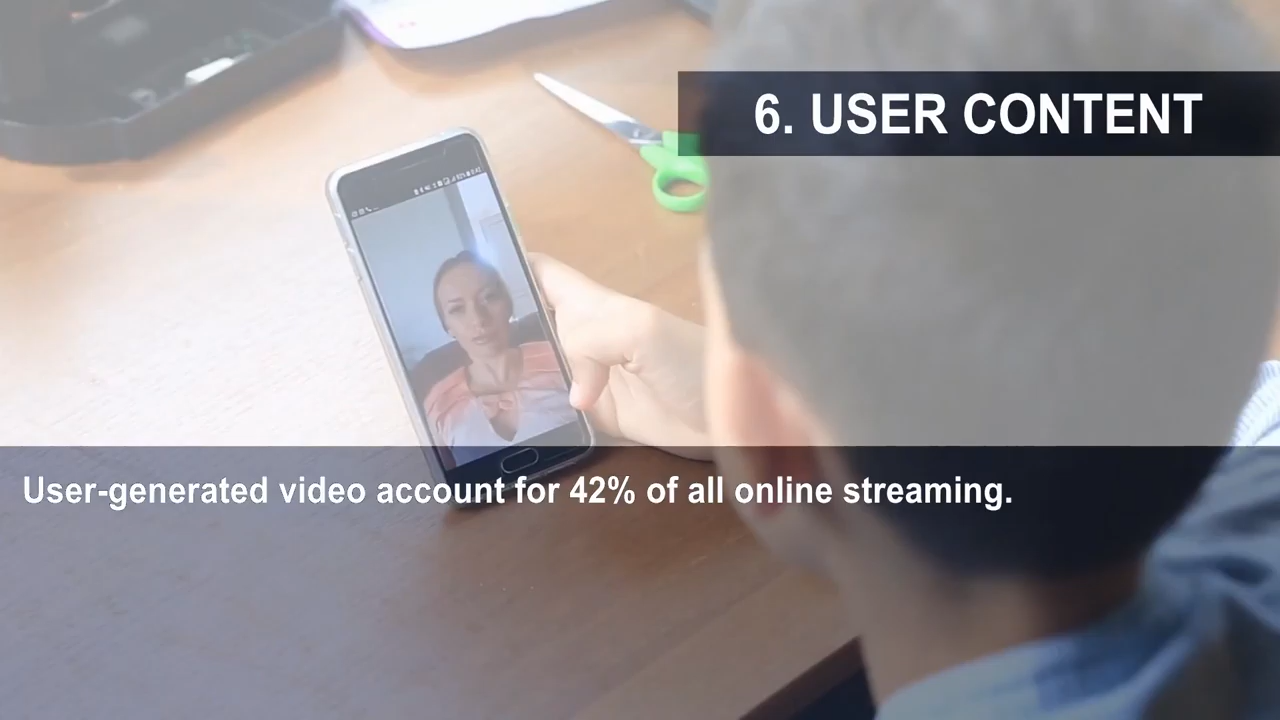 6. USER CONTENT
User-generated video account for 42% of all online streaming.